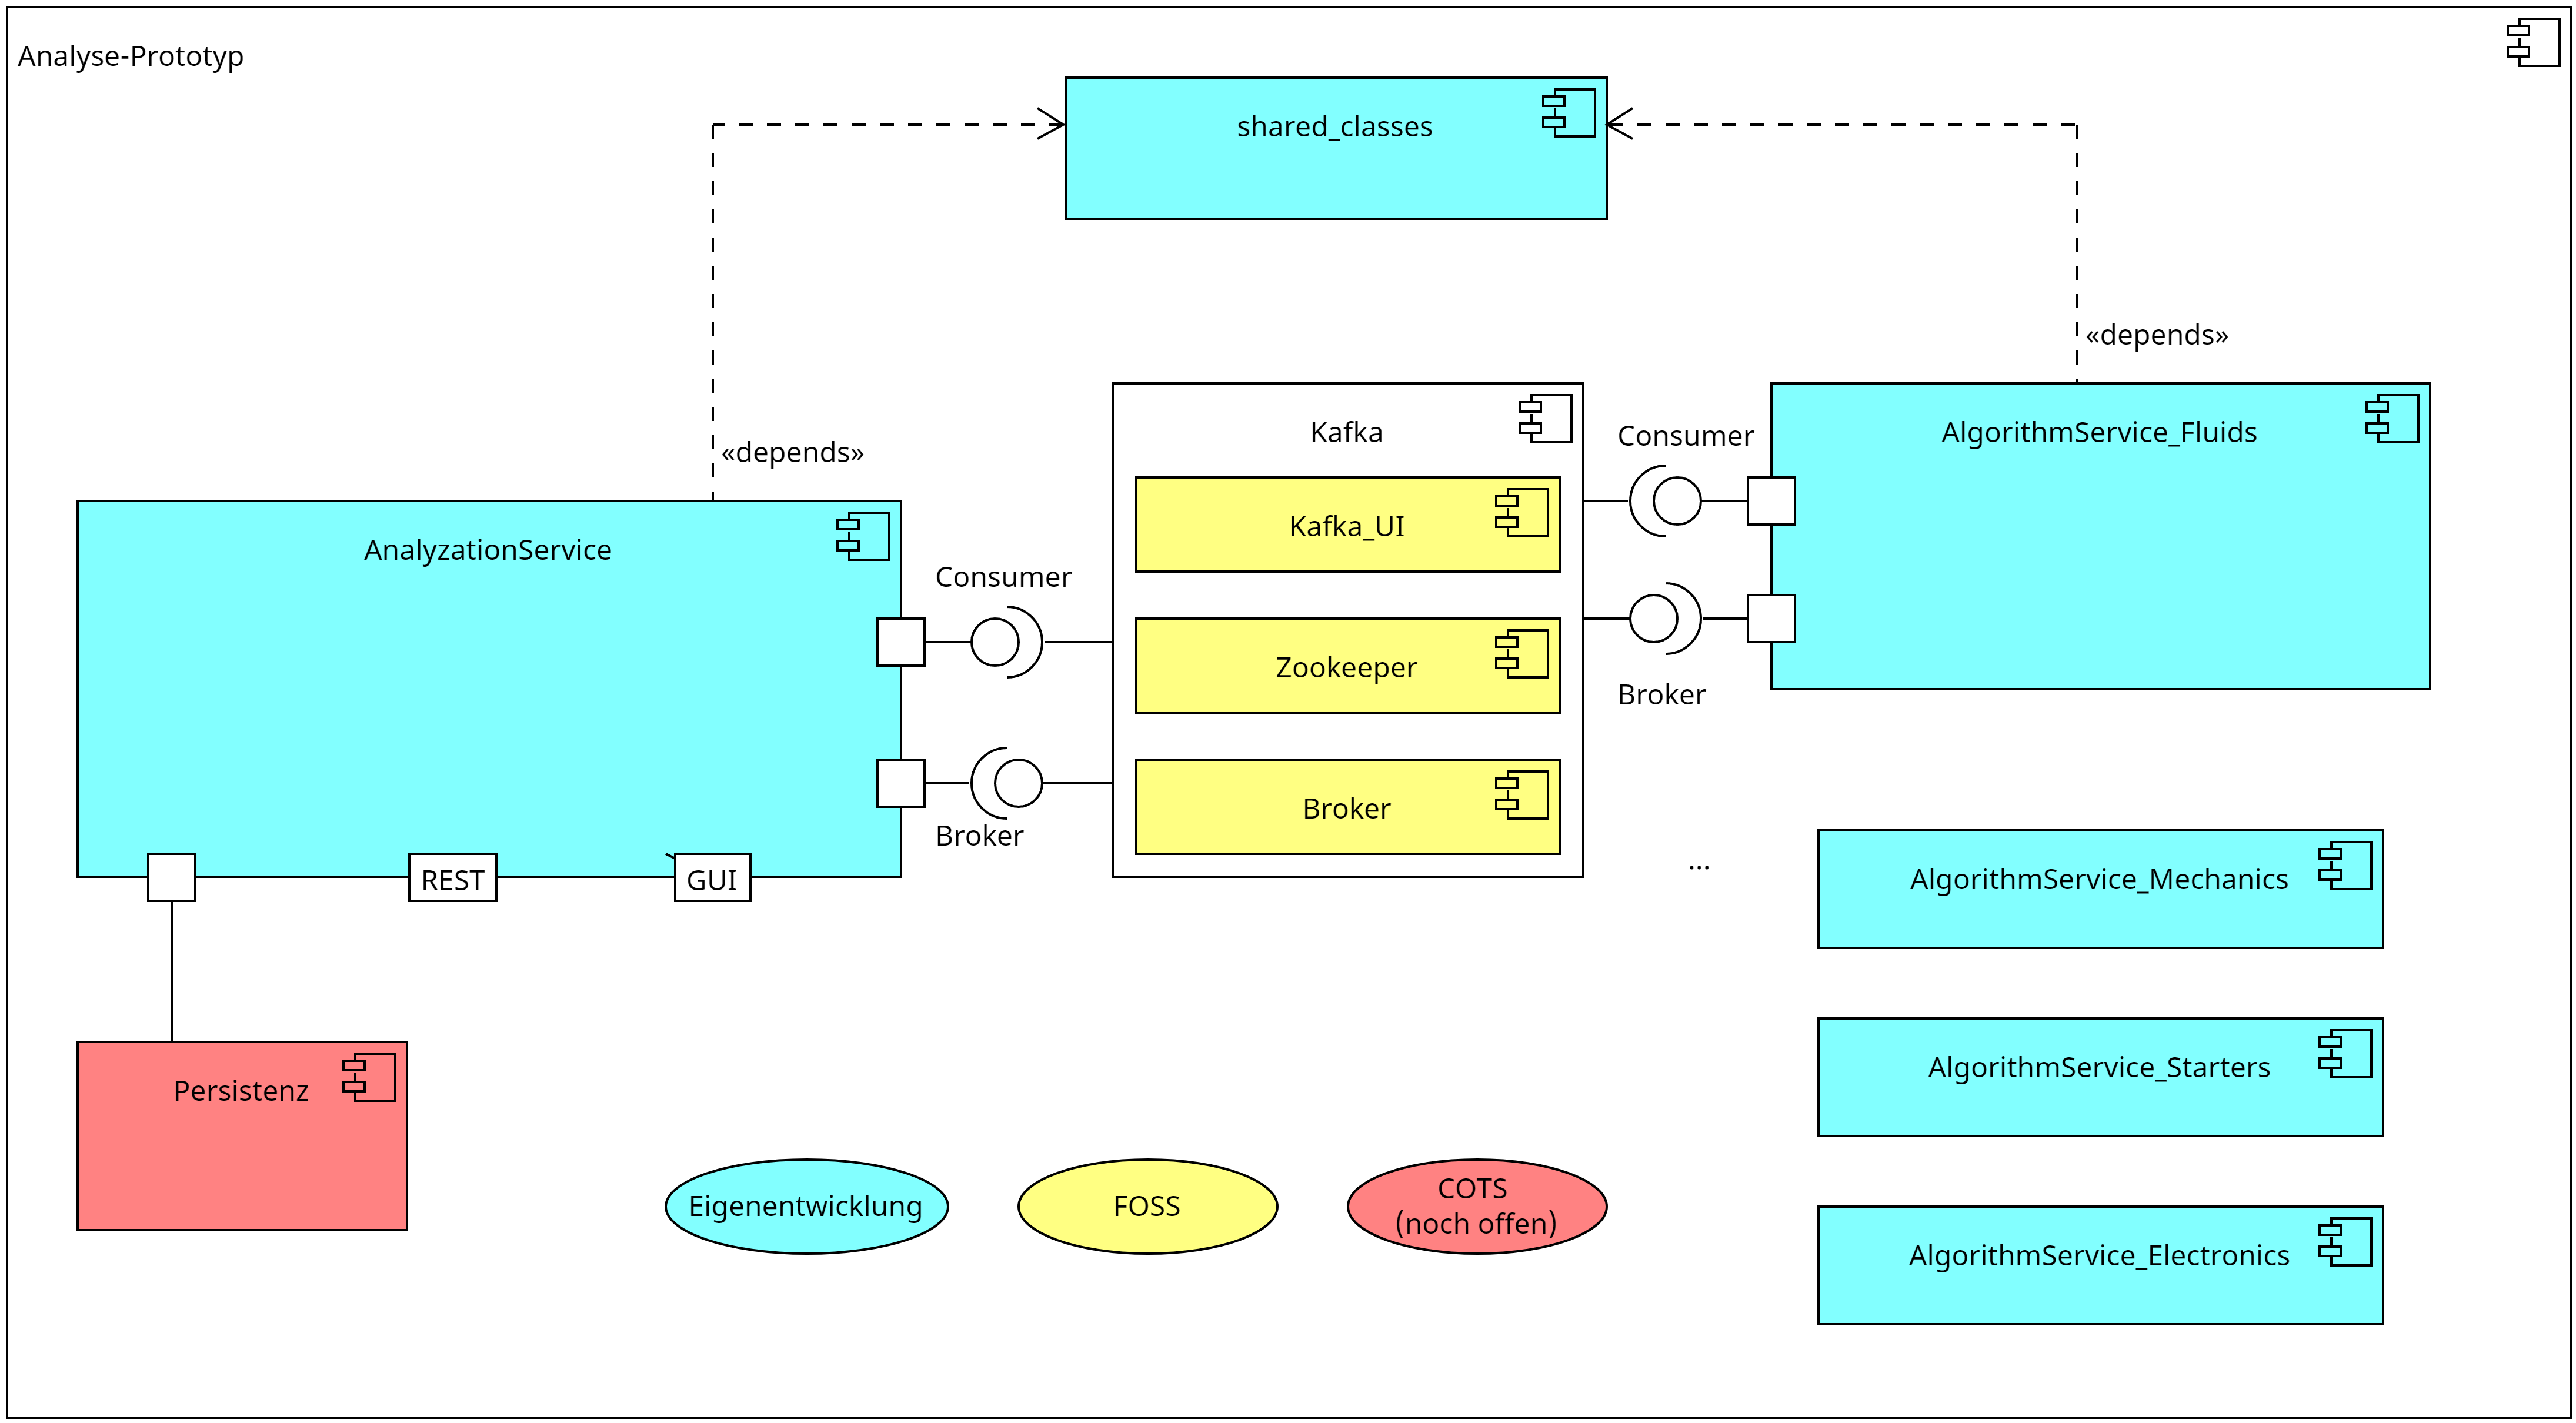 Analyse-Prototyp
shared_classes
«depends»
«depends»
Kafka
Consumer
AlgorithmService_Fluids
AnalyzationService
Consumer
Kafka_UI
Zookeeper
Broker
Broker
Broker
REST
GUI
...
AlgorithmService_Mechanics
Persistenz
AlgorithmService_Starters
Eigenentwicklung
FOSS
COTS
(noch offen)
AlgorithmService_Electronics